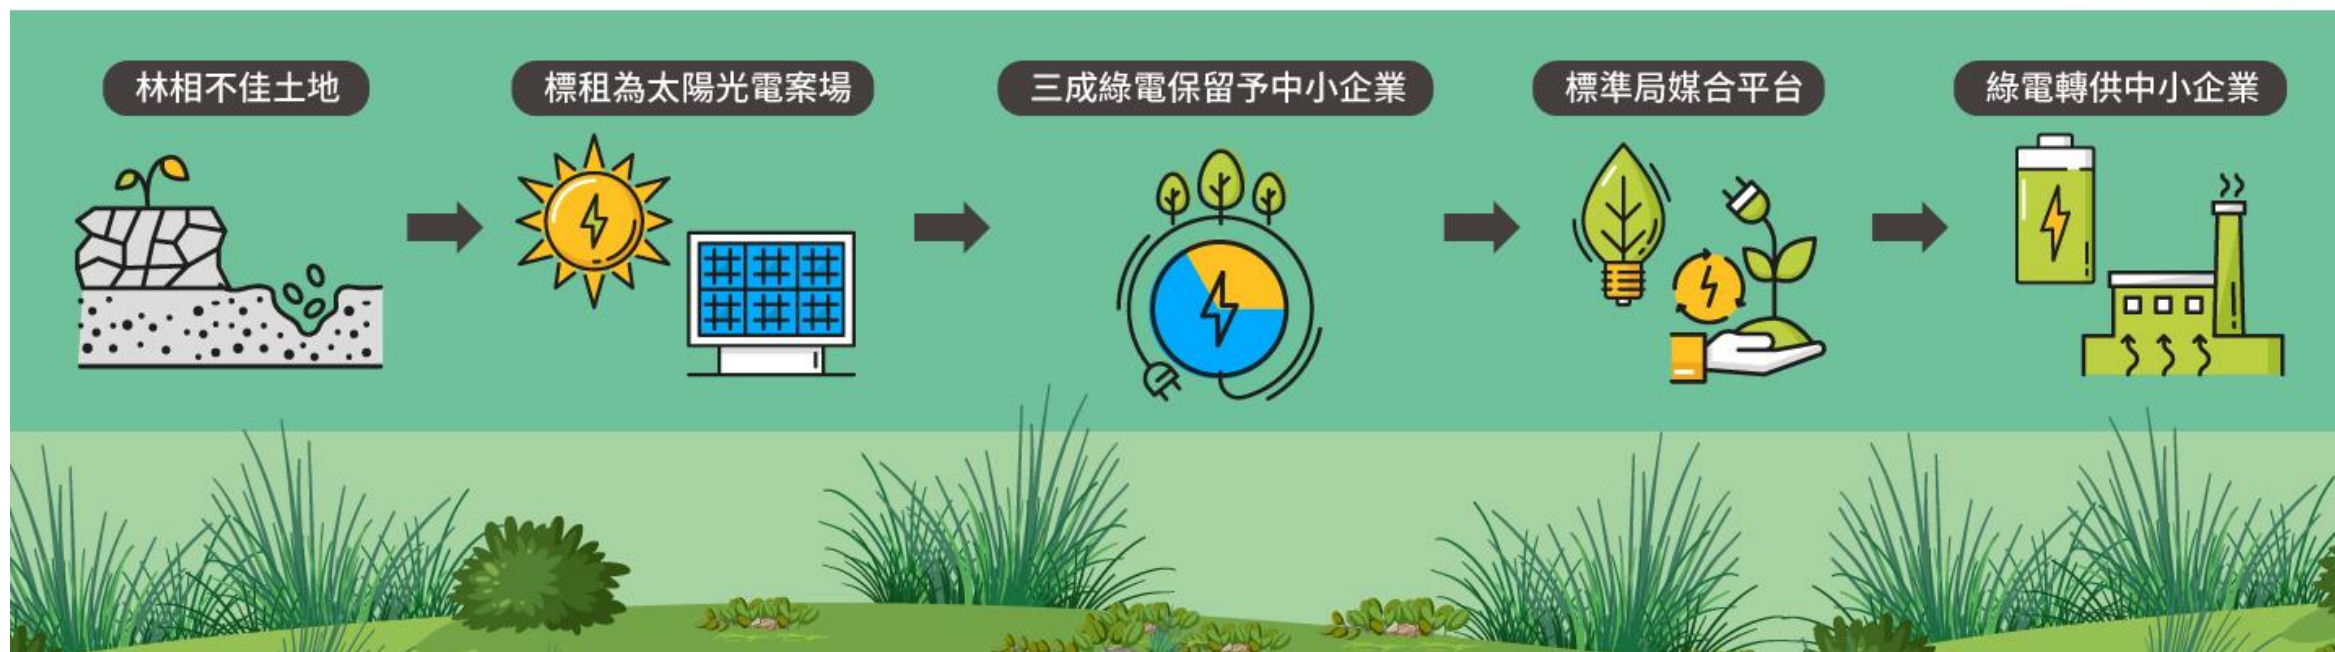 林相不佳土地
標租為太陽光電案場
三成綠電保留予中小企業
標準局媒合平台
綠電轉供中小企業